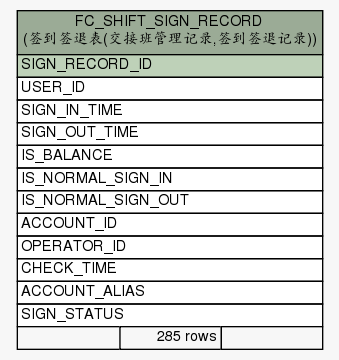 FC_SHIFT_SIGN_RECORD
(签到签退表(交接班管理记录,签到签退记录))
SIGN_RECORD_ID
USER_ID
SIGN_IN_TIME
SIGN_OUT_TIME
IS_BALANCE
IS_NORMAL_SIGN_IN
IS_NORMAL_SIGN_OUT
ACCOUNT_ID
OPERATOR_ID
CHECK_TIME
ACCOUNT_ALIAS
SIGN_STATUS
285 rows